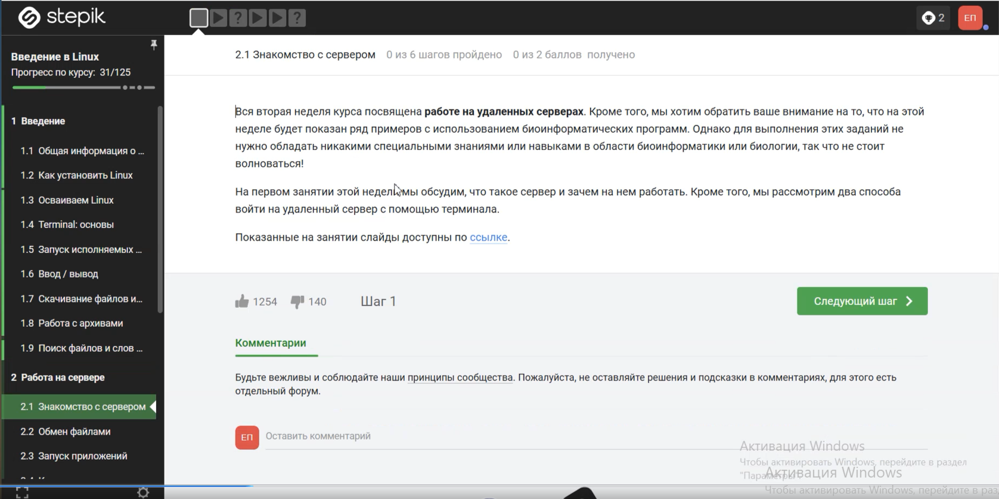 stepik
? ?
2
ЕП
Введение в Linux
Прогресс по курсу: 31/125
1 Введение
1.1 Общая информация о ...
1.2 Как установить Linux
1.3 Осваиваем Linux
1.4 Terminal: основы
1.5 Запуск исполняемых ...
1.6 Ввод / вывод
1.7 Скачивание файлов и...
1.8 Работа с архивами
1.9 Поиск файлов и слов ...
2 Работа на сервере
2.1 Знакомство с сервером
2.2 Обмен файлами
2.3 Запуск приложений
2.1 Знакомство с сервером 0 из 6 шагов пройдено 0 из 2 баллов получено
Вся вторая неделя курса посвящена работе на удаленных серверах. Кроме того, мы хотим обратить ваше внимание на то, что на этой
неделе будет показан ряд примеров с использованием биоинформатических программ. Однако для выполнения этих заданий не
нужно обладать никакими специальными знаниями или навыками в области биоинформатики или биологии, так что не стоит
волноваться!
На первом занятии этой недели мы обсудим, что такое сервер и зачем на нем работать. Кроме того, мы рассмотрим два способа
войти на удаленный сервер с помощью терминала.
Показанные на занятии слайды доступны по ссылке.
1254 140 Шаг 1 Следующий шаг
Комментарии
Будьте вежливы и соблюдайте наши принципы сообщества. Пожалуйста, не оставляйте решения и подсказки в комментариях, для этого есть
отдельный форум.
ЕП Оставить комментарий
Активация Windows
Чтобы активировать Windows, перейдите в раздел
"Параметры".
Активация Windows
Чтобы активировать Windows, перейдите в раз